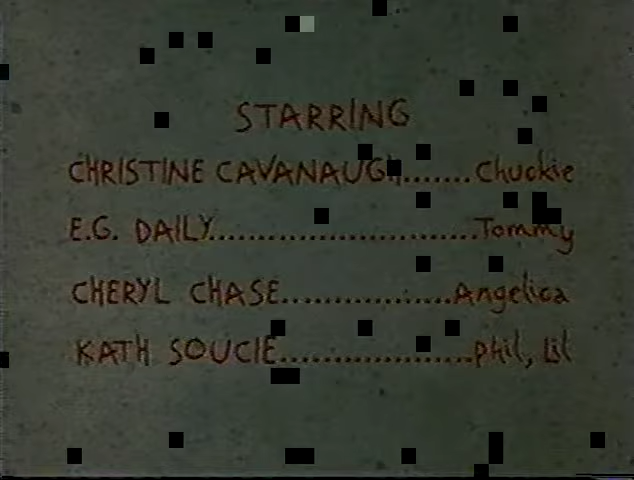 STARRING
CHRISTINE CAVANAUGH.......Chuckie
E.G. DAILY...........................Tommy
CHERYL CHASE.................Angelica
KATH SOUCIE...................Phil, Lil